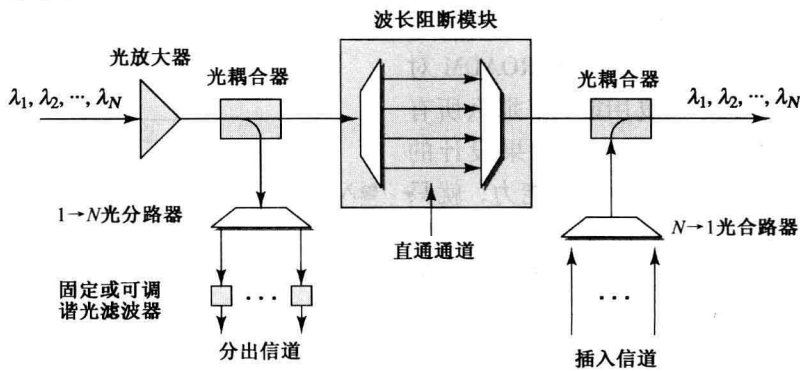 波长阻断模块
光放大器
光耦合器
光耦合器
λ₁, λ₂, ···, λ_N
λ₁, λ₂, ···, λ_N
1→N光分路器
N→1光合路器
直通通道
固定或可调
谐光滤波器
···
···
分出信道
插入信道